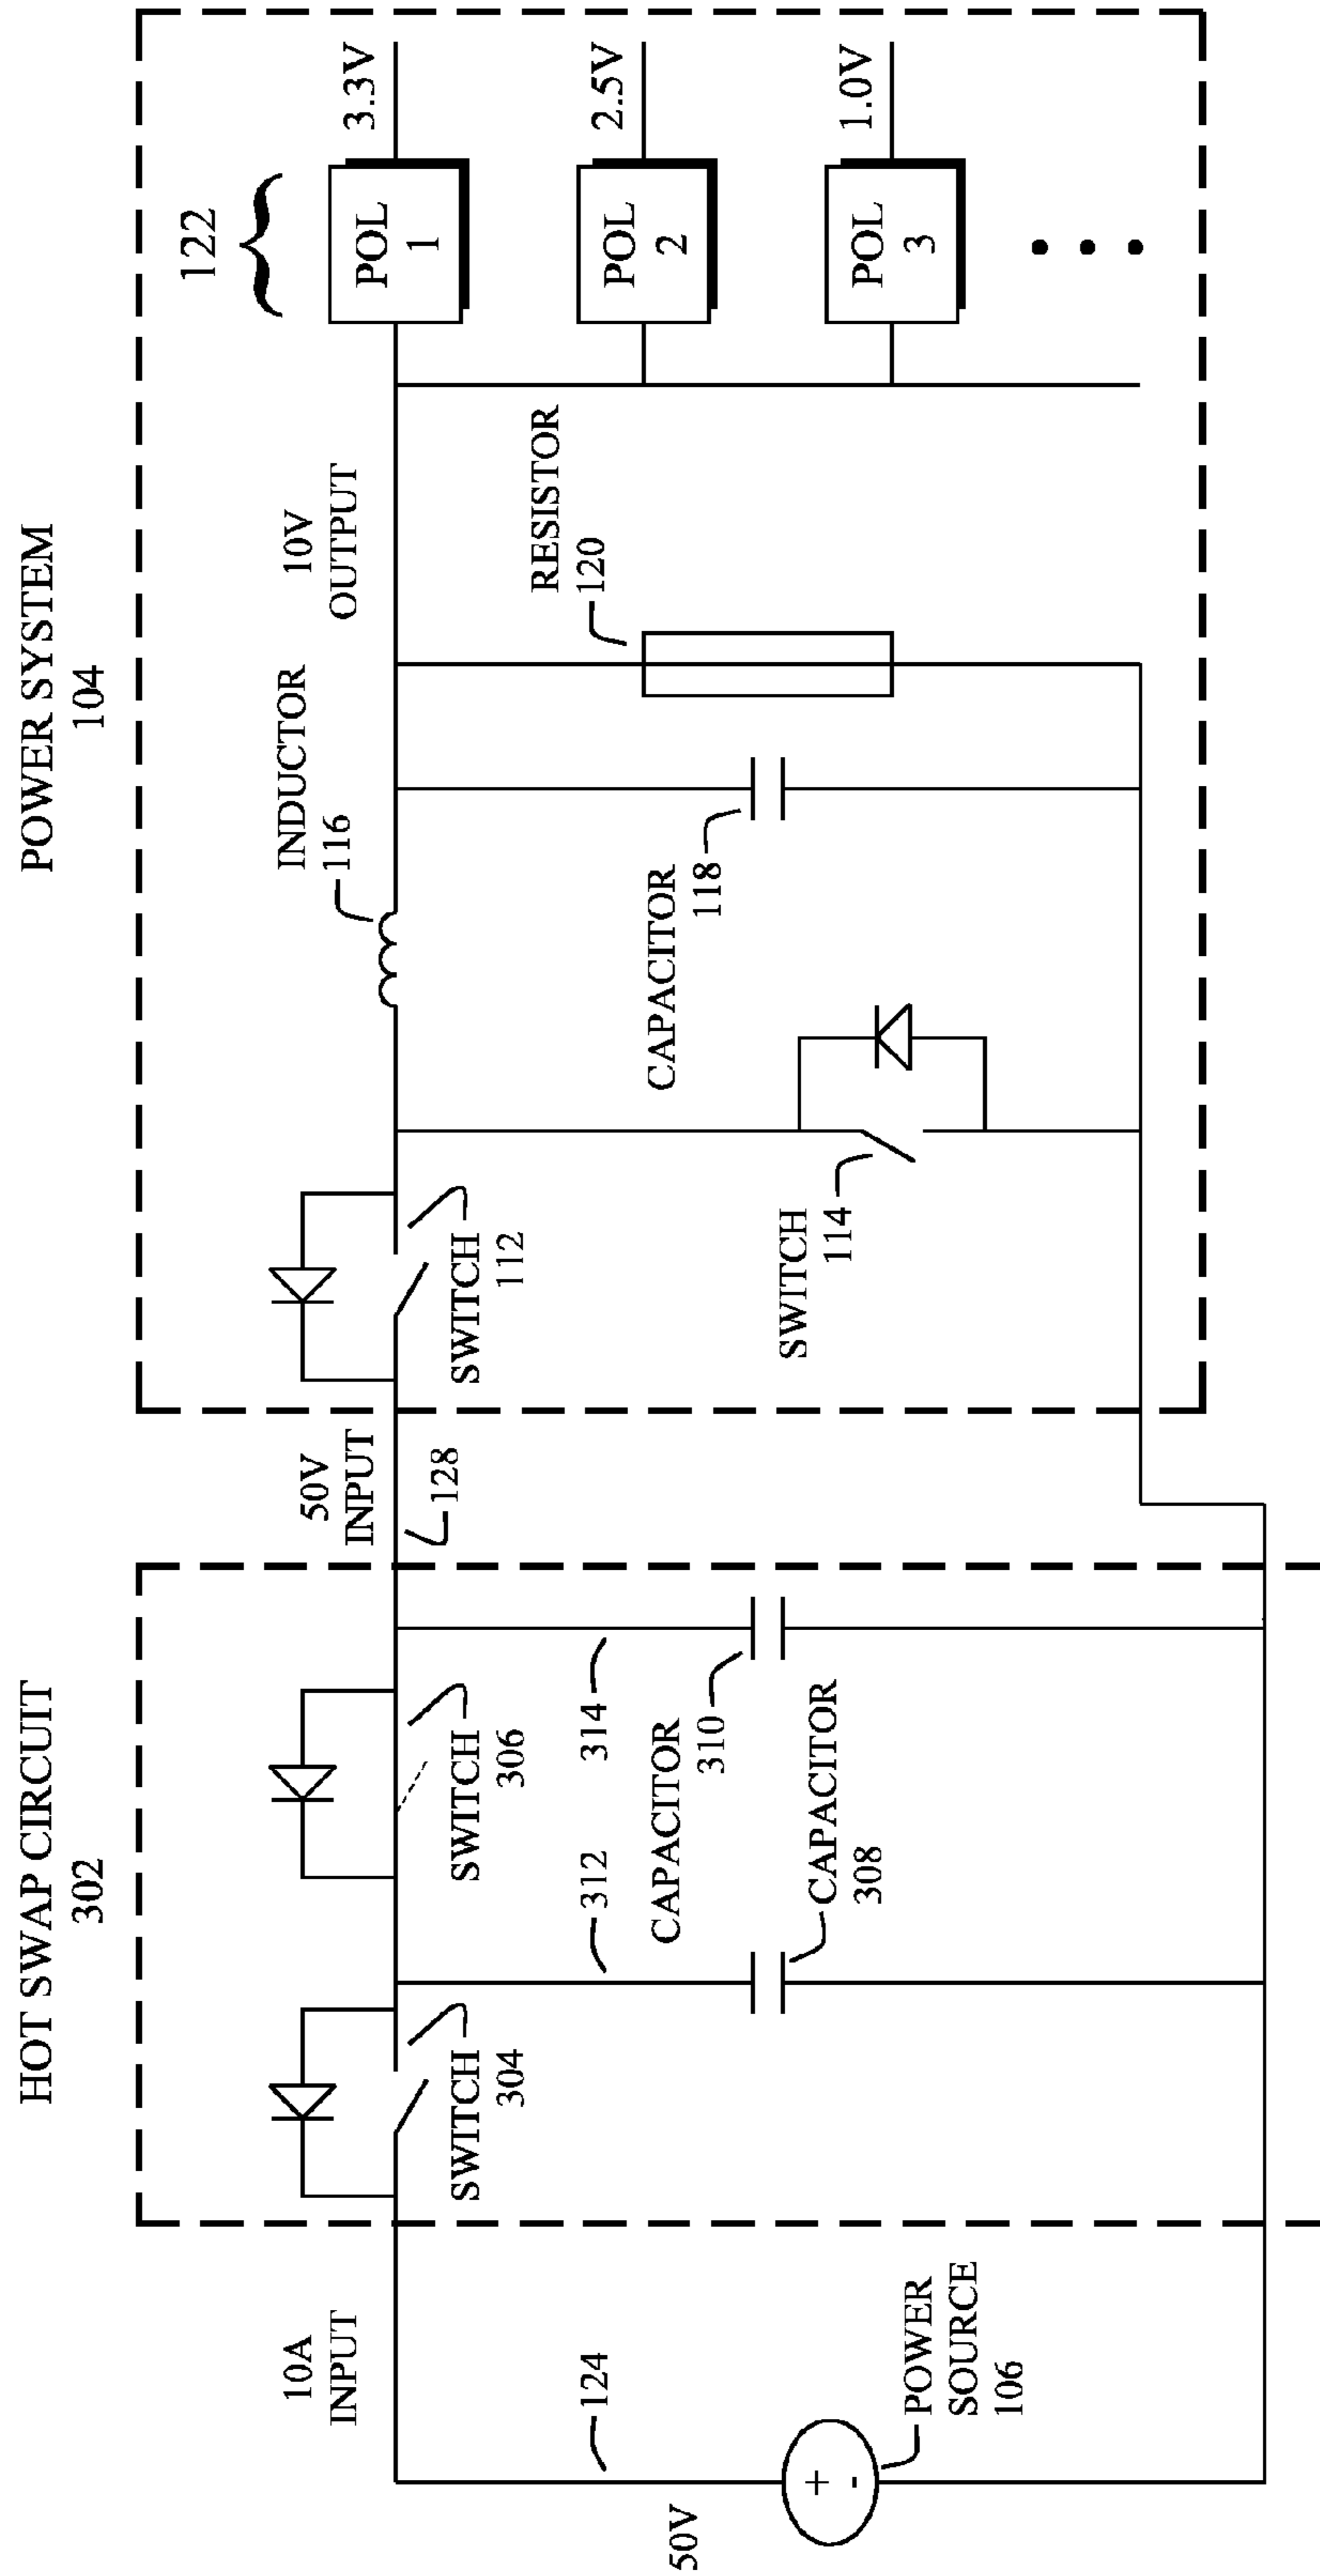 HOT SWAP CIRCUIT
302
POWER SYSTEM
104
10A
INPUT
50V
INPUT
128
INDUCTOR
116
10V
OUTPUT
122
POL
1
3.3V
POL
2
2.5V
POL
3
1.0V
SWITCH
304
SWITCH
306
SWITCH
112
124
312
314
RESISTOR
120
50V
+
-
POWER
SOURCE
106
CAPACITOR
310
CAPACITOR
308
SWITCH
114
CAPACITOR
118